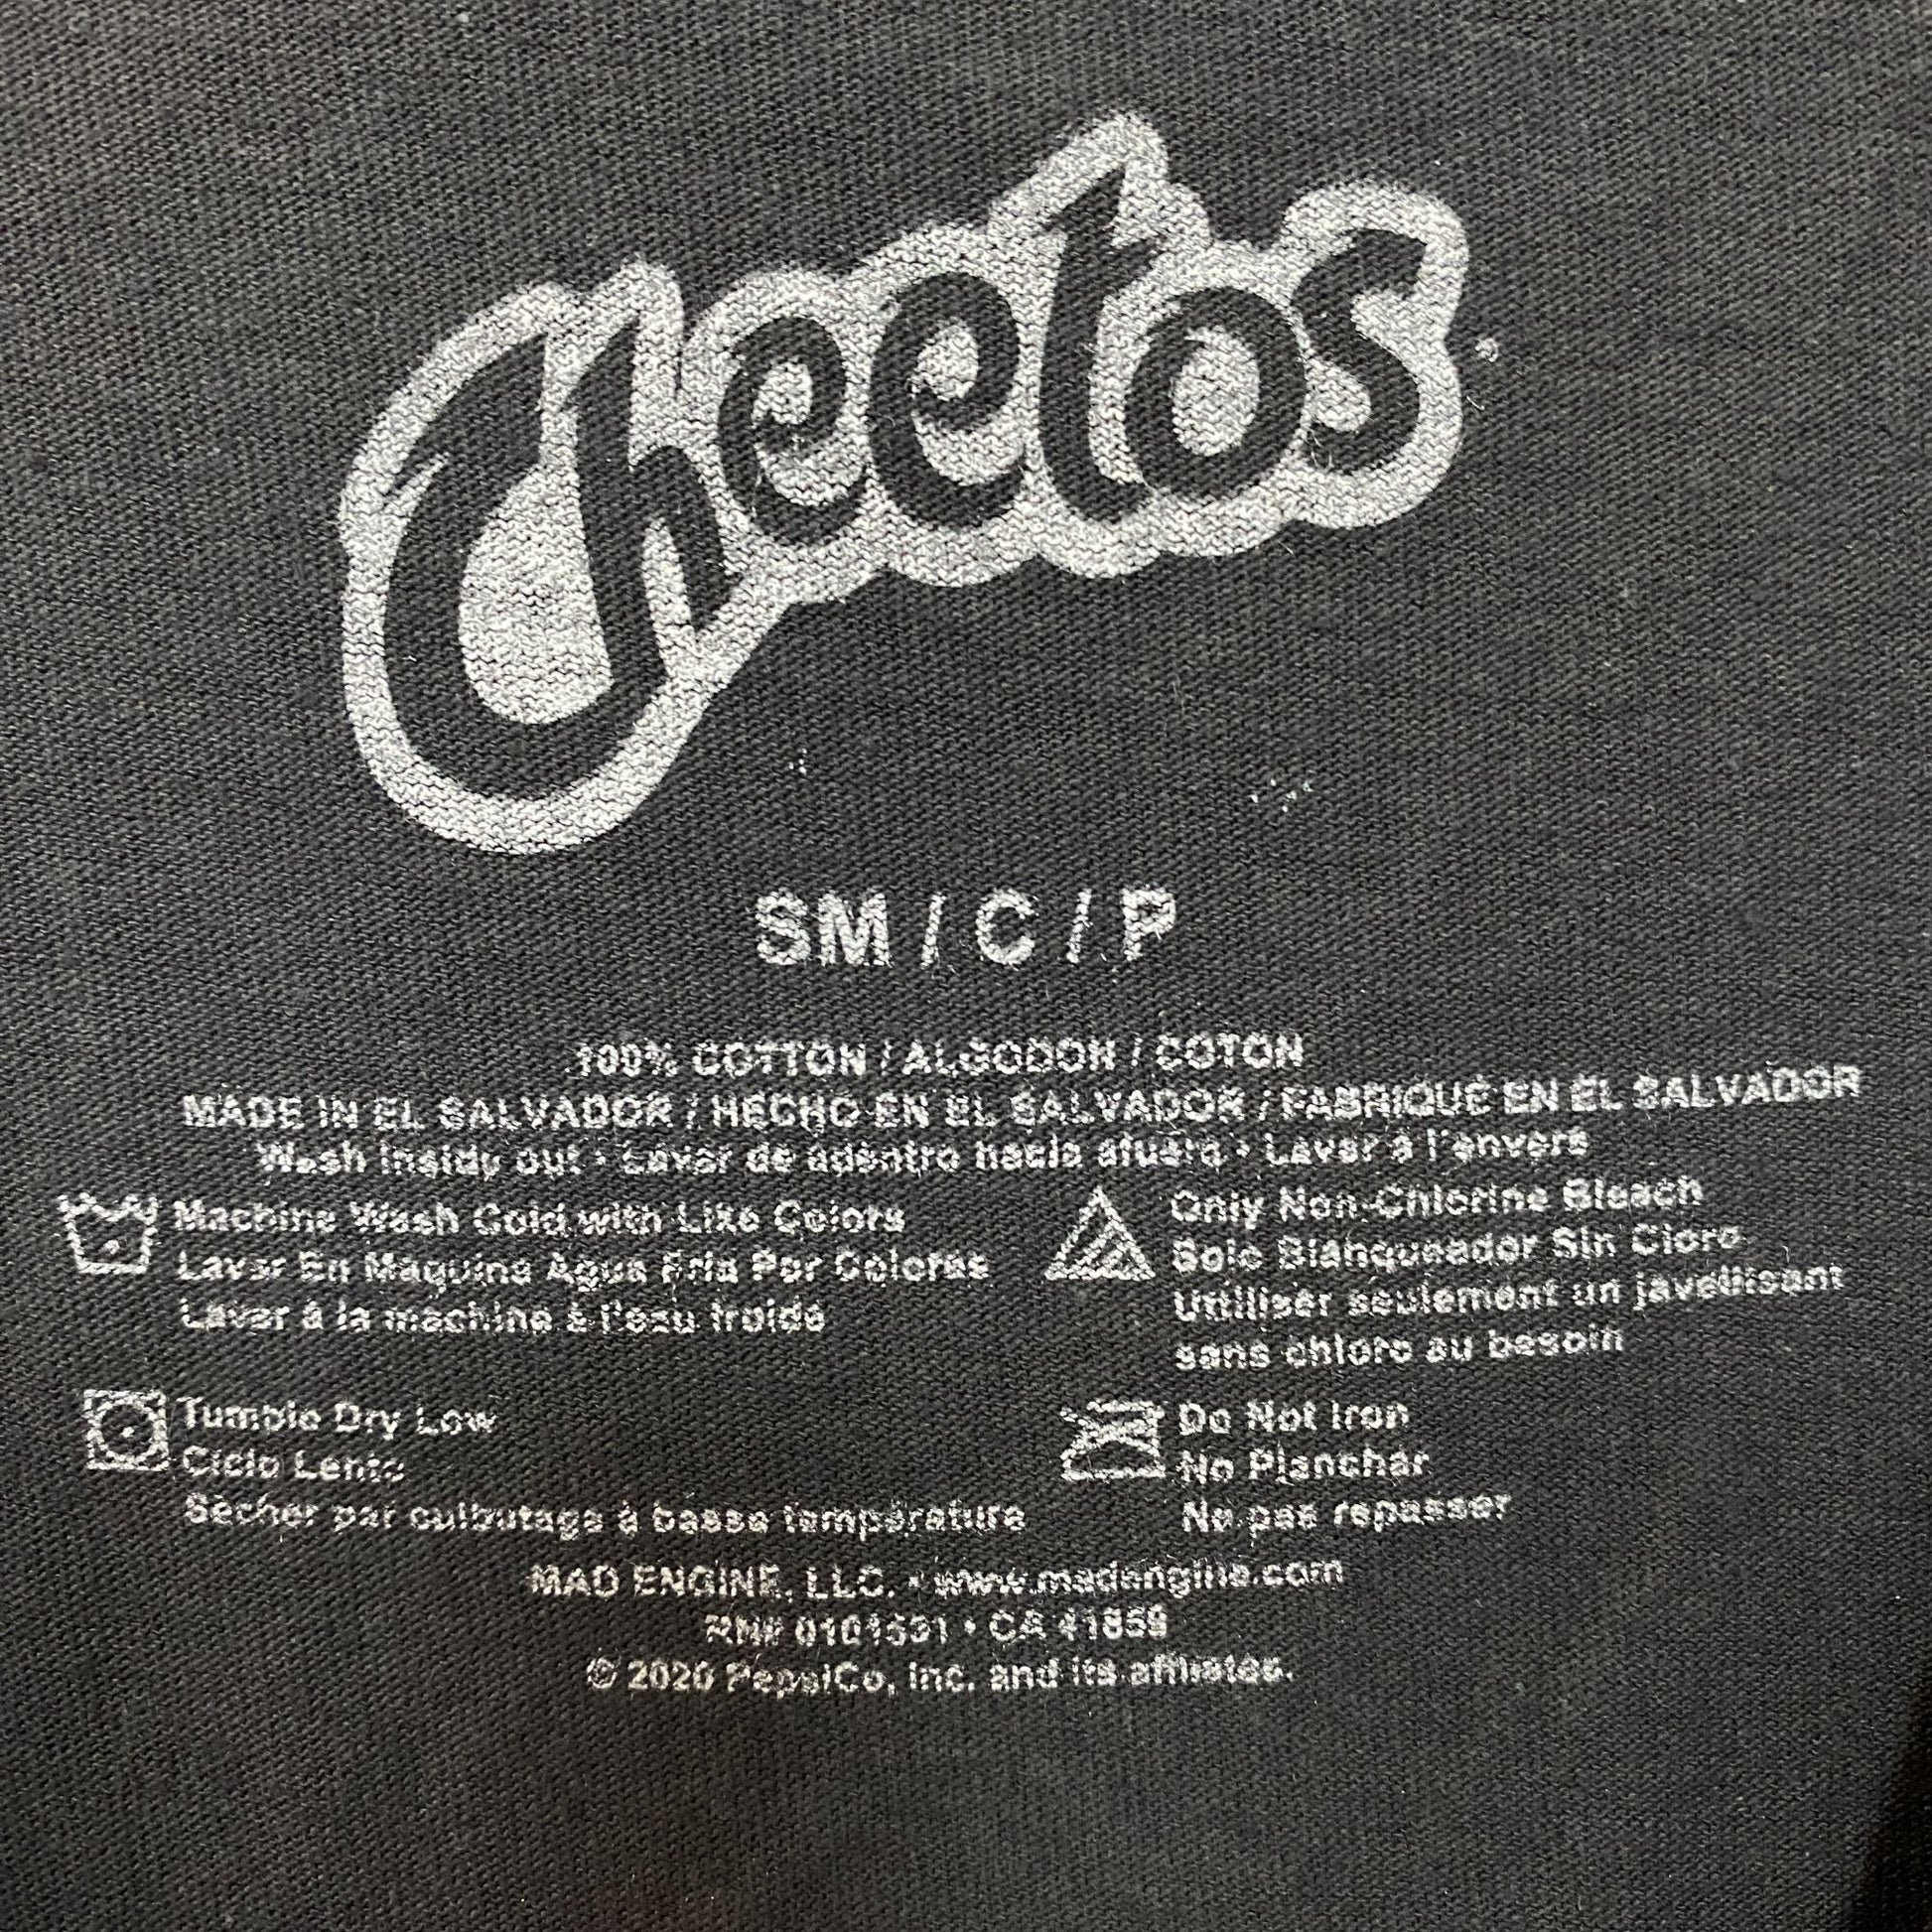 Cheetos
SM / C / P
100% COTTON / ALGODON / COTON
MADE IN EL SALVADOR / HECHO EN EL SALVADOR / FABRIQUÉ EN EL SALVADOR
Wash inside out • Lavar de adentro hacia afuera • Laver à l'envers
Machine Wash Cold with Like Colors
Lavar En Maquina Agua Fria Por Colores
Laver à la machine à l'eau froide
Only Non-Chlorine Bleach
Solo Blanqueador Sin Cloro
Utiliser seulement un javellisant
sans chlore au besoin
Tumble Dry Low
Ciclo Lento
Sècher par culbutage à basse température
Do Not Iron
No Planchar
Ne pas repasser
MAD ENGINE, LLC. • www.madengine.com
RN# 0101531 • CA 41859
© 2020 PepsiCo, Inc. and its affiliates.